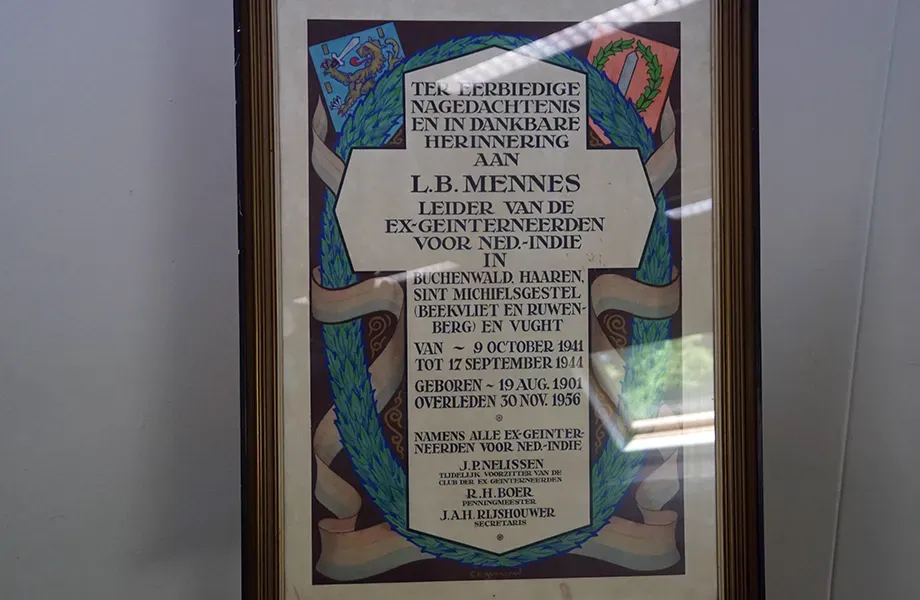 TER EERBIEDIGE
NAGEDACHTENIS
EN IN DANKBARE
HERINNERING
AAN
L.B. MENNES
LEIDER VAN DE
EX-GEINTERNEERDEN
VOOR NED.-INDIE
IN
BUCHENWALD, HAAREN,
SINT MICHIELSGESTEL
(BEEKVLIET EN RUWEN-
BERG) EN VUGHT
VAN ~ 9 OCTOBER 1941
TOT 17 SEPTEMBER 1944
GEBOREN ~ 19 AUG. 1901
OVERLEDEN 30 NOV. 1956
NAMENS ALLE EX-GEINTER-
NEERDEN VOOR NED.-INDIE
J.P. NELISSEN
TIJDELIJK VOORZITTER VAN DE
CLUB DER EX GEINTERNEERDEN
R.H. BOER
PENNINGMEESTER
J.A.H. RIJSHOUWER
SECRETARIS